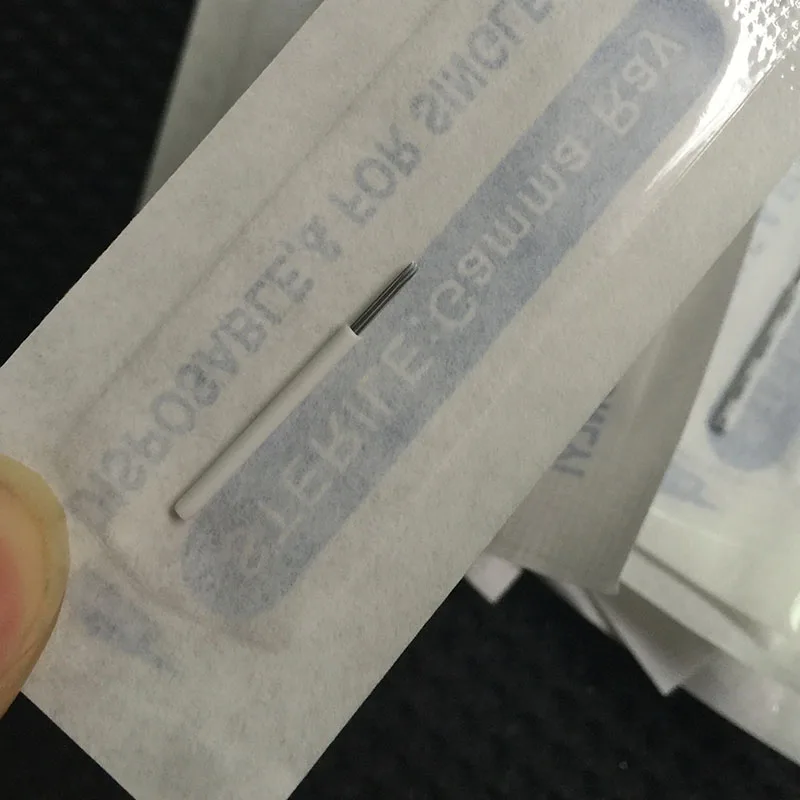 DISPOSABLE,& FOR SINGLE
STERILE:Gamma Ray